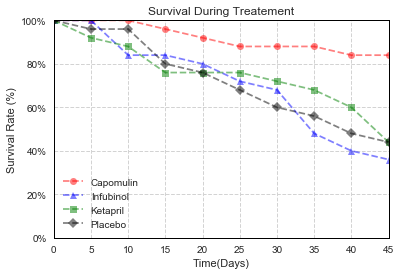 Survival During Treatement
100%
80%
60%
40%
20%
0%
Survival Rate (%)
Capomulin
Infubinol
Ketapril
Placebo
0 5 10 15 20 25 30 35 40 45
Time(Days)